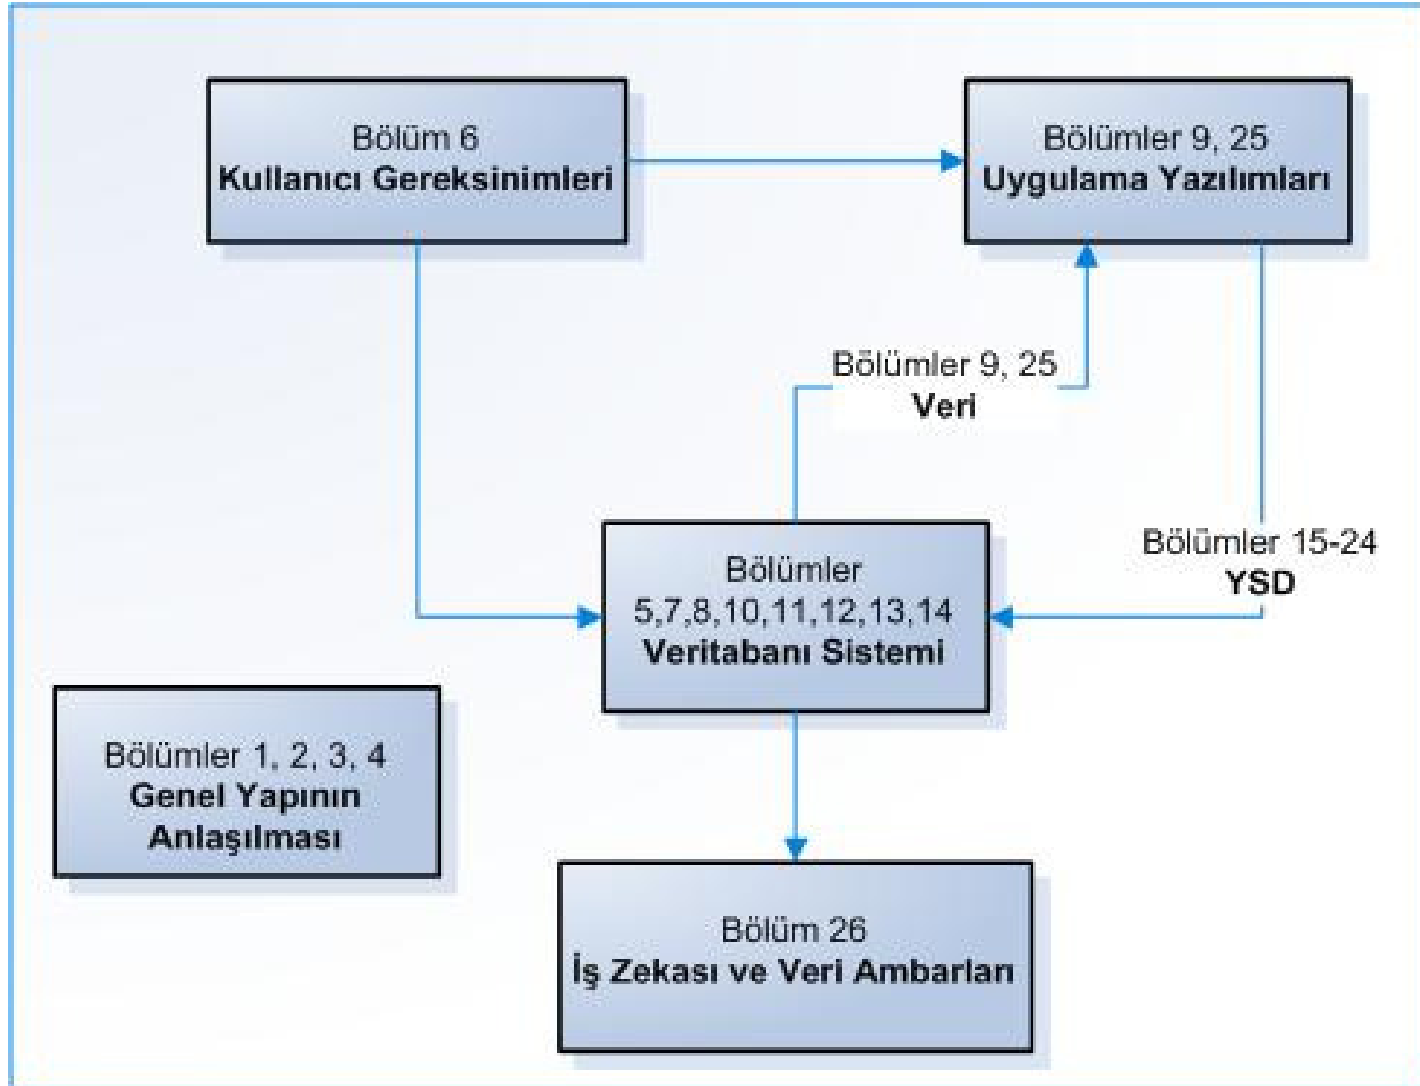 Bölüm 6
Kullanıcı Gereksinimleri
Bölümler 9, 25
Uygulama Yazılımları
Bölümler 9, 25
Veri
Bölümler 15-24
YSD
Bölümler
5,7,8,10,11,12,13,14
Veritabanı Sistemi
Bölümler 1, 2, 3, 4
Genel Yapının
Anlaşılması
Bölüm 26
İş Zekası ve Veri Ambarları